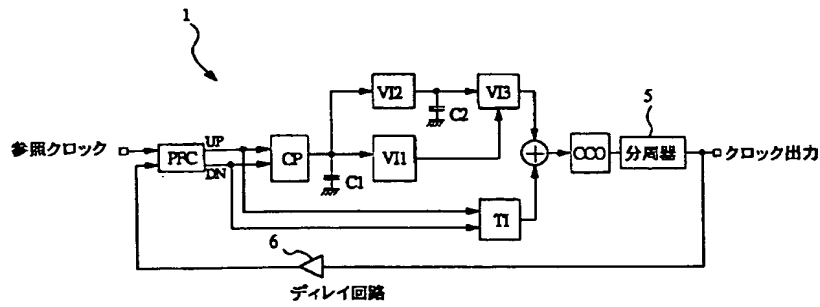 1
参照クロック
PFC
UP
DN
CP
C1
VI2
C2
VI1
VI3
TI
CCO
5
分周器
クロック出力
6
ディレイ回路